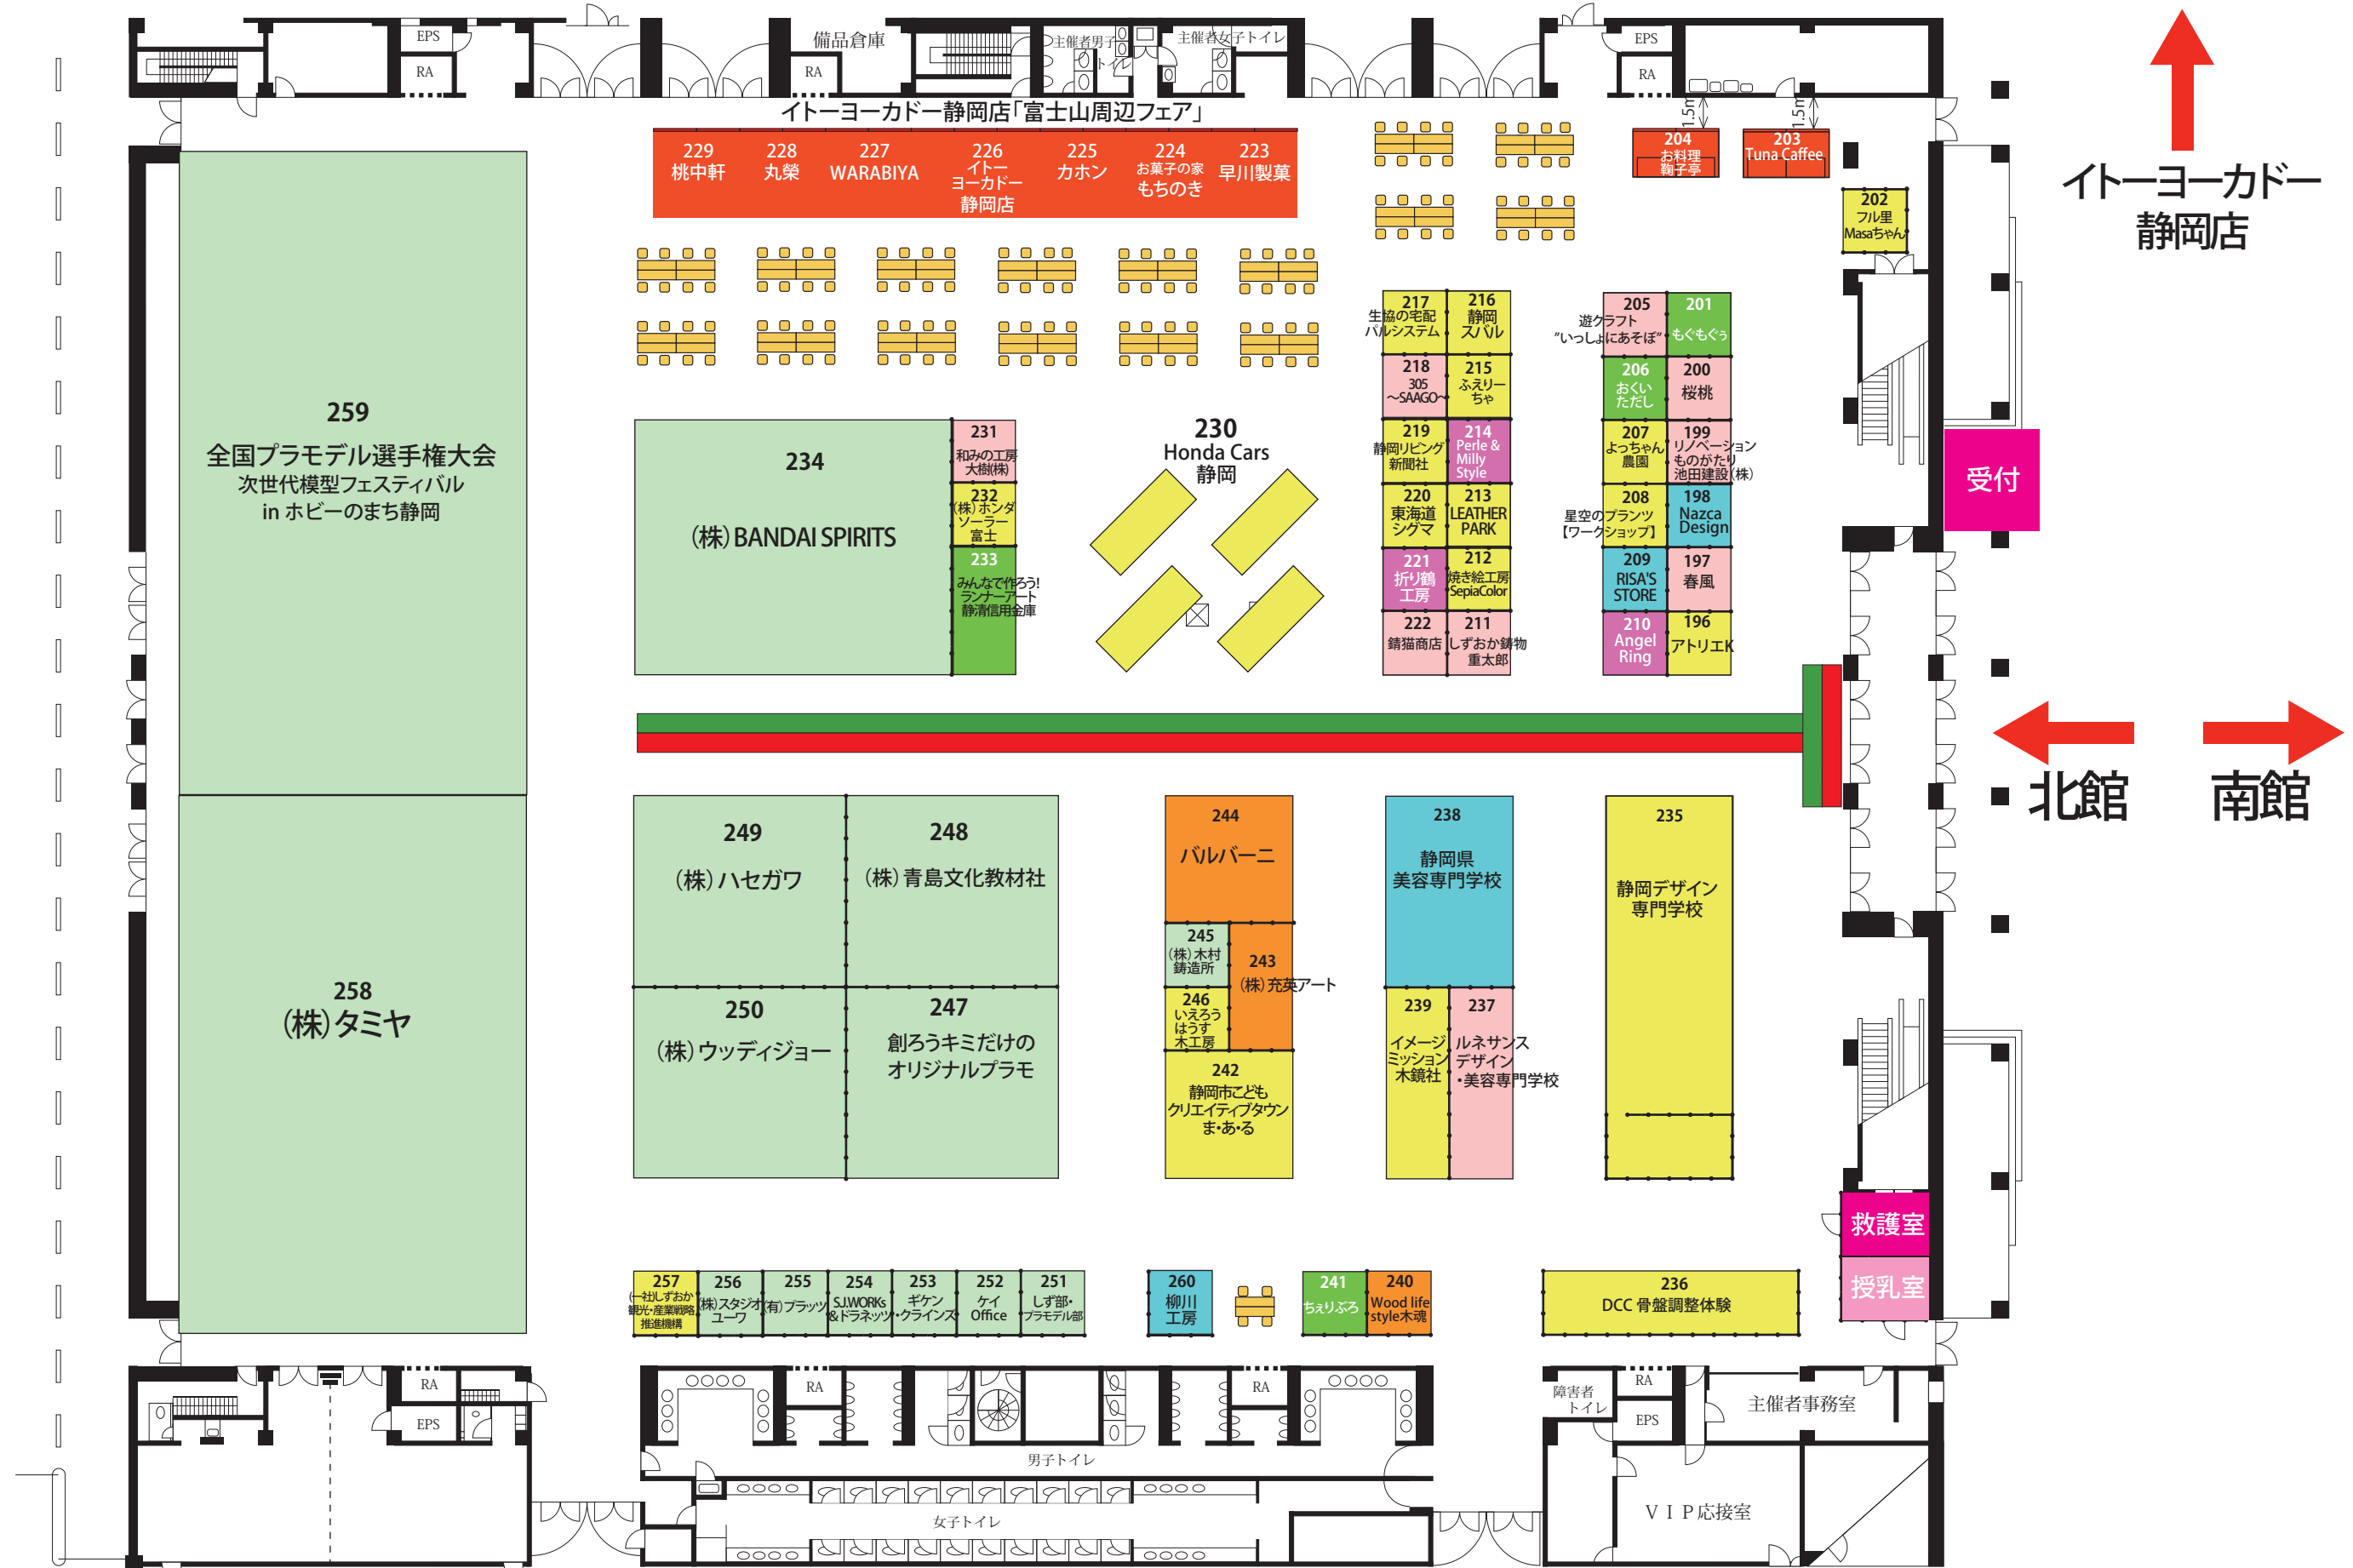 EPS
RA
備品倉庫
RA
主催者男子
トイレ
主催者女子トイレ
EPS
RA
1.5m
1.5m
イトーヨーカドー静岡店「富士山周辺フェア」
229
桃中軒
228
丸榮
227
WARABIYA
226
イトー
ヨーカドー
静岡店
225
カホン
224
お菓子の家
もちのき
223
早川製菓
204
お料理
鞠子亭
203
Tuna Caffee
202
フル里
Masaちゃん
イトーヨーカドー
静岡店
217
生協の宅配
パルシステム
216
静岡
スバル
218
305
～SAAGO～
215
ふえりー
ちゃ
219
静岡リビング
新聞社
214
Perle &
Milly
Style
220
東海道
シグマ
213
LEATHER
PARK
221
折り鶴
工房
212
焼き絵工房
SepiaColor
222
錆猫商店
211
しずおか鋳物
重太郎
205
遊クラフト
"いっしょにあそぼ"
201
もぐもぐぅ
206
おくい
ただし
200
桜桃
207
よっちゃん
農園
199
リノベーション
ものがたり
池田建設(株)
208
星空のプランツ
【ワークショップ】
198
Nazca
Design
209
RISA'S
STORE
197
春風
210
Angel
Ring
196
アトリエK
受付
259
全国プラモデル選手権大会
次世代模型フェスティバル
in ホビーのまち静岡
234
(株)BANDAI SPIRITS
231
和みの工房
大樹(株)
232
(株)ホンダ
ソーラー
富士
233
みんなで作ろう!
ランナーアート
静清信用金庫
230
Honda Cars
静岡
北館
南館
258
(株)タミヤ
249
(株)ハセガワ
248
(株)青島文化教材社
250
(株)ウッディジョー
247
創ろうキミだけの
オリジナルプラモ
244
バルバーニ
245
(株)木村
鋳造所
243
(株)充英アート
246
いえろう
はうす
木工房
242
静岡市こども
クリエイティブタウン
ま・あ・る
238
静岡県
美容専門学校
239
イメージ
ミッション
木鏡社
237
ルネサンス
デザイン
・美容専門学校
235
静岡デザイン
専門学校
救護室
授乳室
257
(一社)しずおか
観光・産業戦略
推進機構
256
(株)スタジオ
ユーワ
255
(有)プラッツ
254
S.J.WORKs
&ドラネッツ
253
ギケン
・クラインズ
252
ケイ
Office
251
しず部・
プラモデル部
260
柳川
工房
241
ちぇりぶろ
240
Wood life
style木魂
236
DCC 骨盤調整体験
RA
EPS
RA
RA
男子トイレ
女子トイレ
障害者
トイレ
RA
EPS
主催者事務室
ＶＩＰ応接室